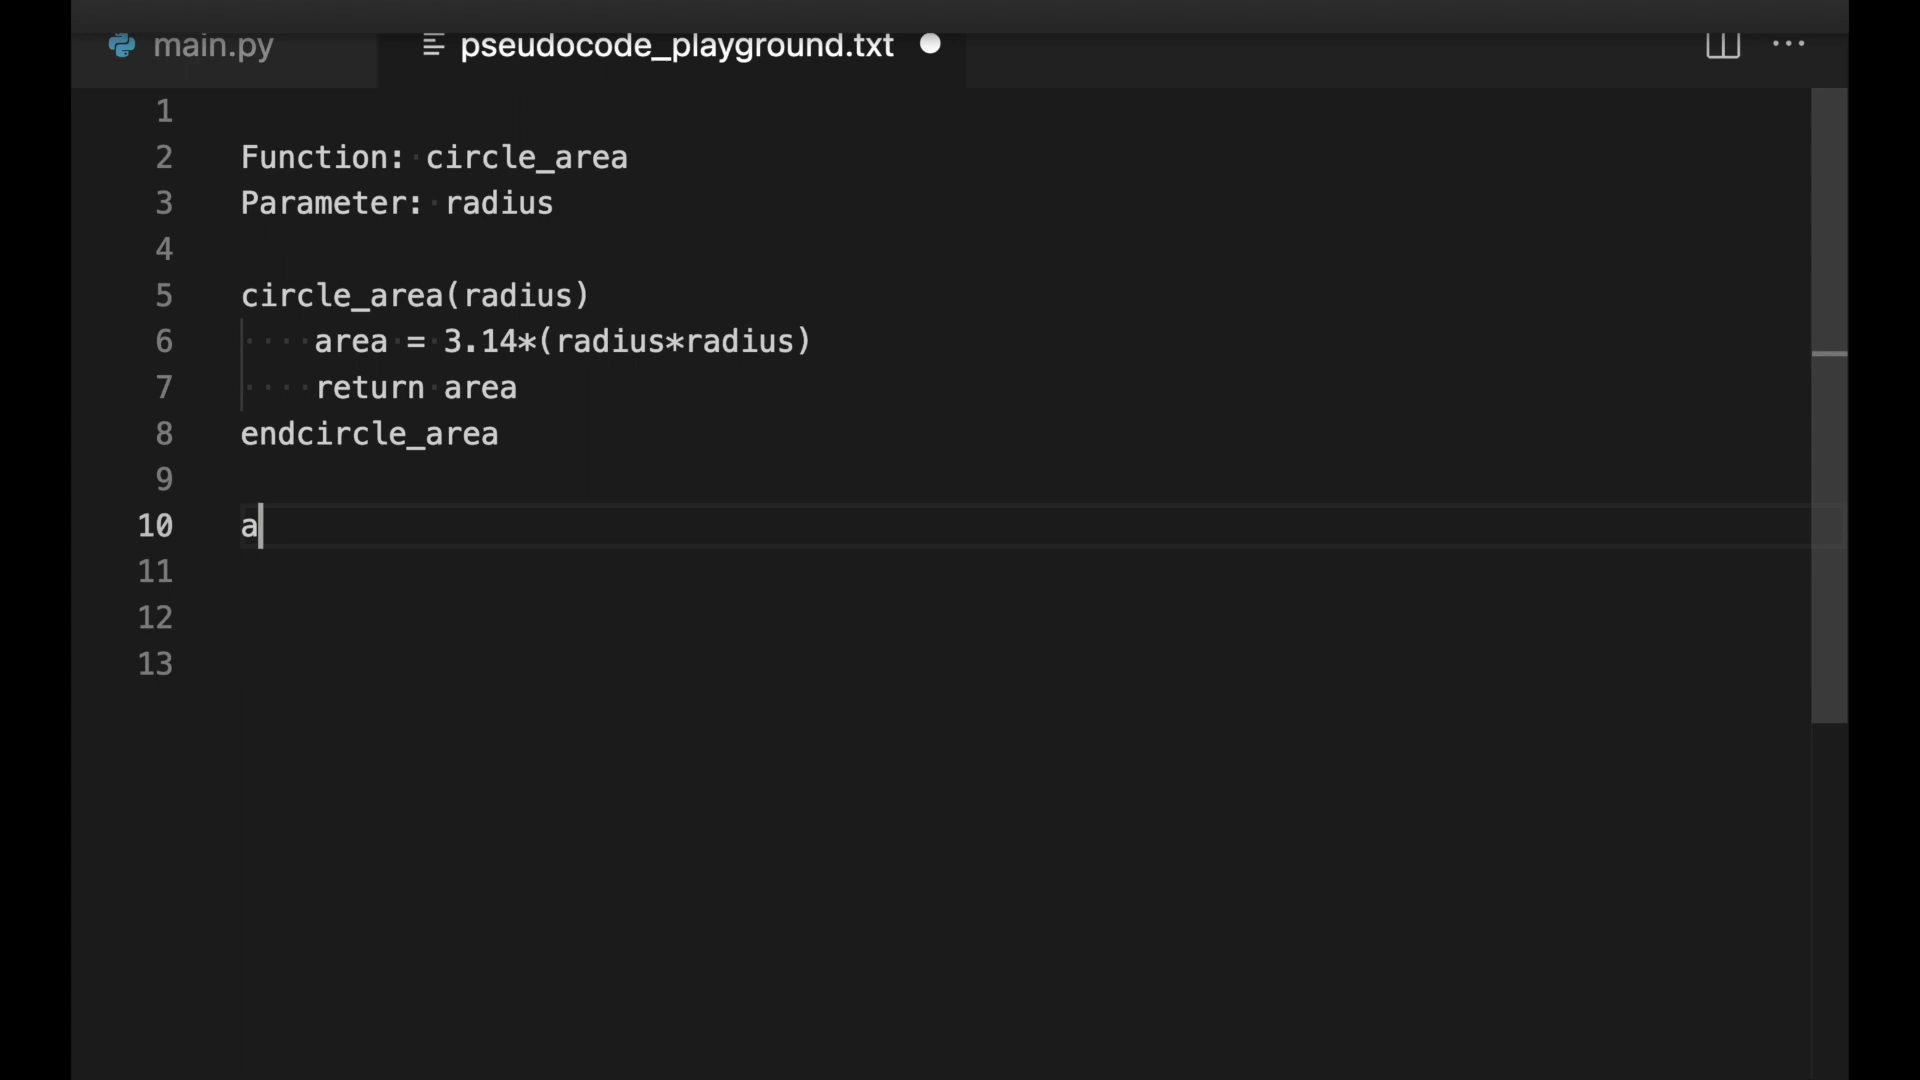 main.py pseudocode_playground.txt
1
2 Function: circle_area
3 Parameter: radius
4
5 circle_area(radius)
6 area = 3.14*(radius*radius)
7 return area
8 endcircle_area
9
10 a
11
12
13